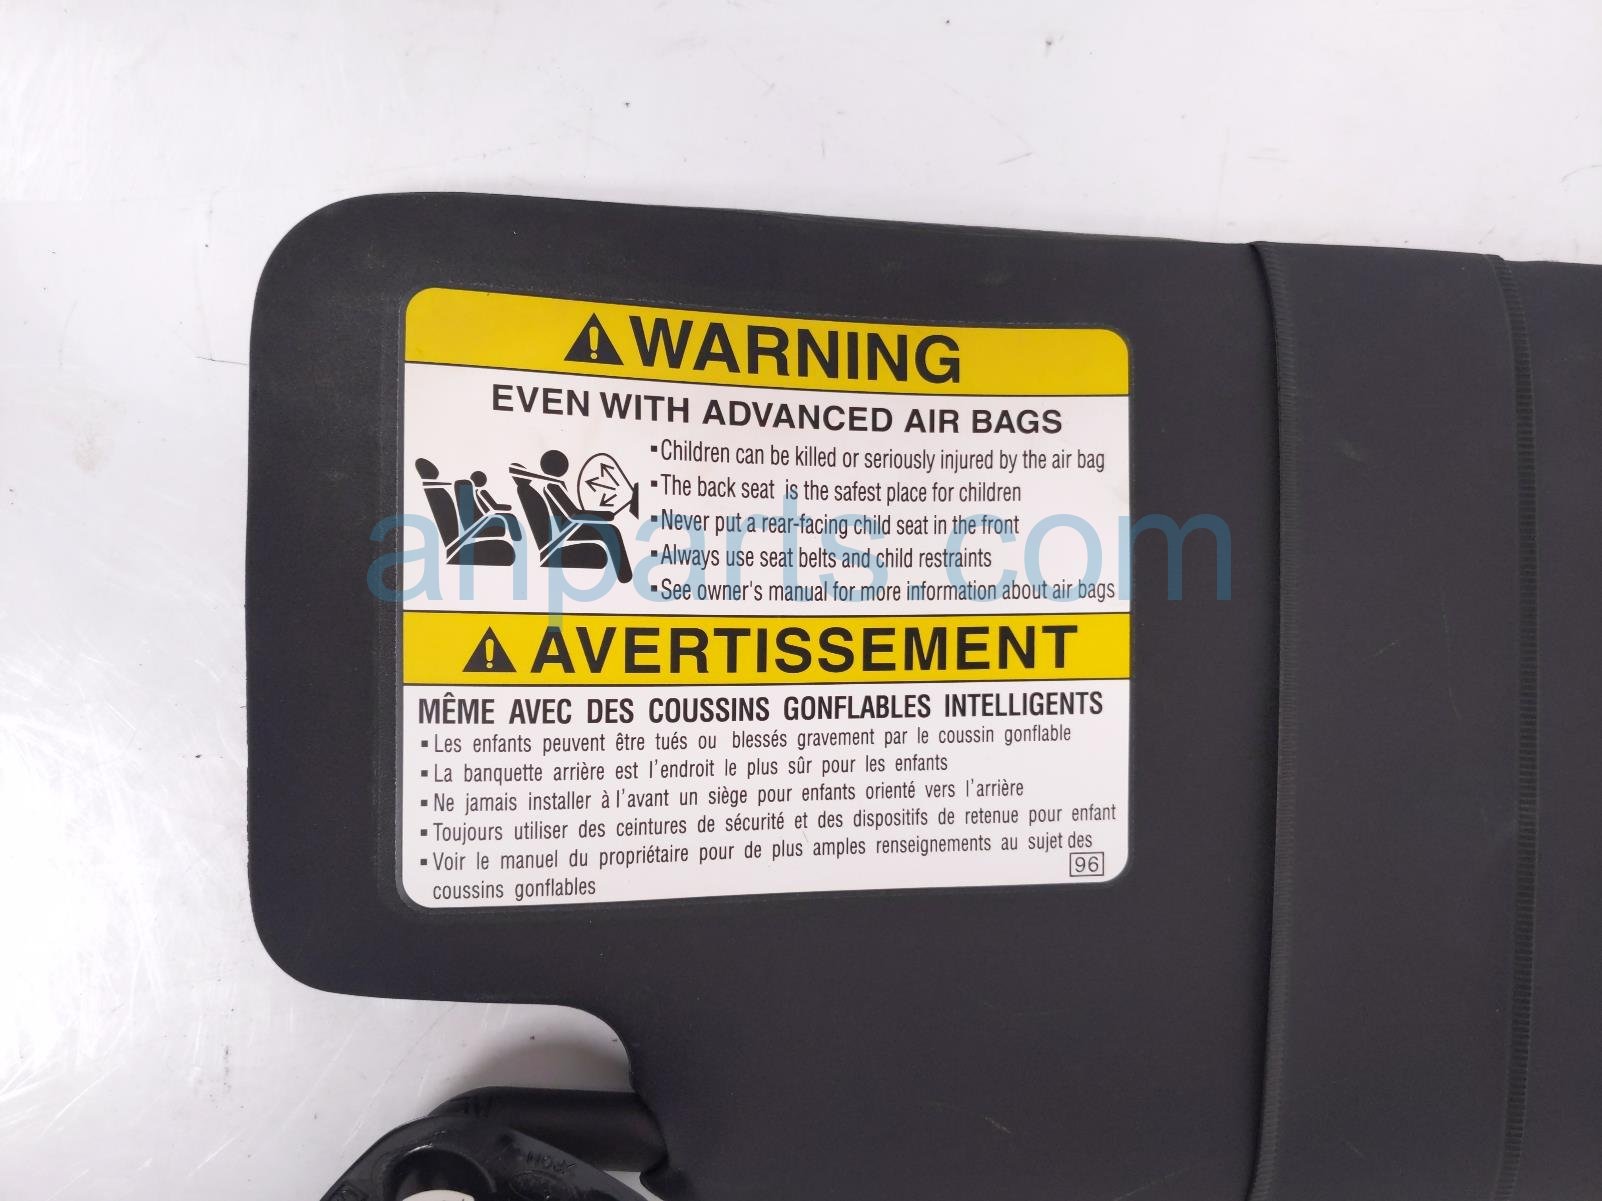 WARNING
EVEN WITH ADVANCED AIR BAGS
▪Children can be killed or seriously injured by the air bag
▪The back seat is the safest place for children
▪Never put a rear-facing child seat in the front
▪Always use seat belts and child restraints
▪See owner's manual for more information about air bags
ahparts.com
AVERTISSEMENT
MÊME AVEC DES COUSSINS GONFLABLES INTELLIGENTS
▪Les enfants peuvent être tués ou blessés gravement par le coussin gonflable
▪La banquette arrière est l'endroit le plus sûr pour les enfants
▪Ne jamais installer à l'avant un siège pour enfants orienté vers l'arrière
▪Toujours utiliser des ceintures de sécurité et des dispositifs de retenue pour enfant
▪Voir le manuel du propriétaire pour de plus amples renseignements au sujet des
coussins gonflables
96